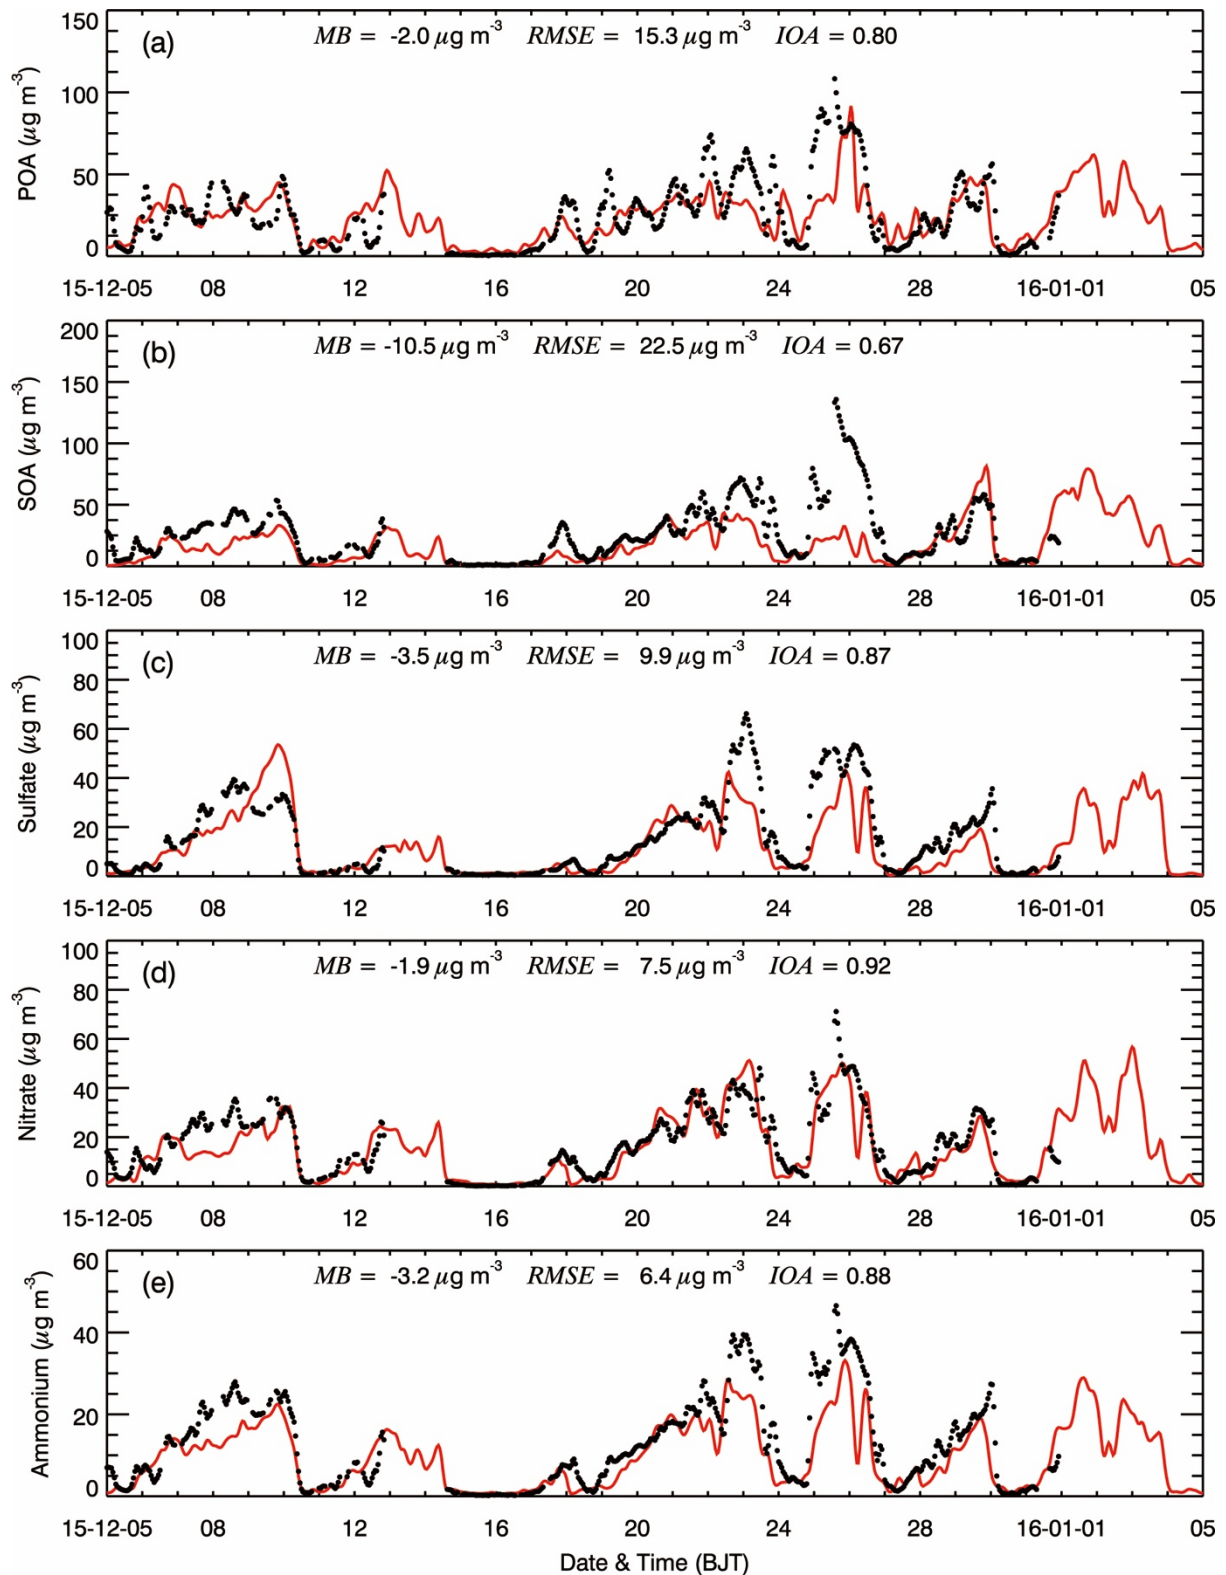 (a) MB = -2.0 μg m-3 RMSE = 15.3 μg m-3 IOA = 0.80
POA (μg m-3)
150
100
50
0
15-12-05 08 12 16 20 24 28 16-01-01 05
(b) MB = -10.5 μg m-3 RMSE = 22.5 μg m-3 IOA = 0.67
SOA (μg m-3)
200
150
100
50
0
15-12-05 08 12 16 20 24 28 16-01-01 05
(c) MB = -3.5 μg m-3 RMSE = 9.9 μg m-3 IOA = 0.87
Sulfate (μg m-3)
100
80
60
40
20
0
15-12-05 08 12 16 20 24 28 16-01-01 05
(d) MB = -1.9 μg m-3 RMSE = 7.5 μg m-3 IOA = 0.92
Nitrate (μg m-3)
100
80
60
40
20
0
15-12-05 08 12 16 20 24 28 16-01-01 05
(e) MB = -3.2 μg m-3 RMSE = 6.4 μg m-3 IOA = 0.88
Ammonium (μg m-3)
60
40
20
0
15-12-05 08 12 16 20 24 28 16-01-01 05
Date & Time (BJT)